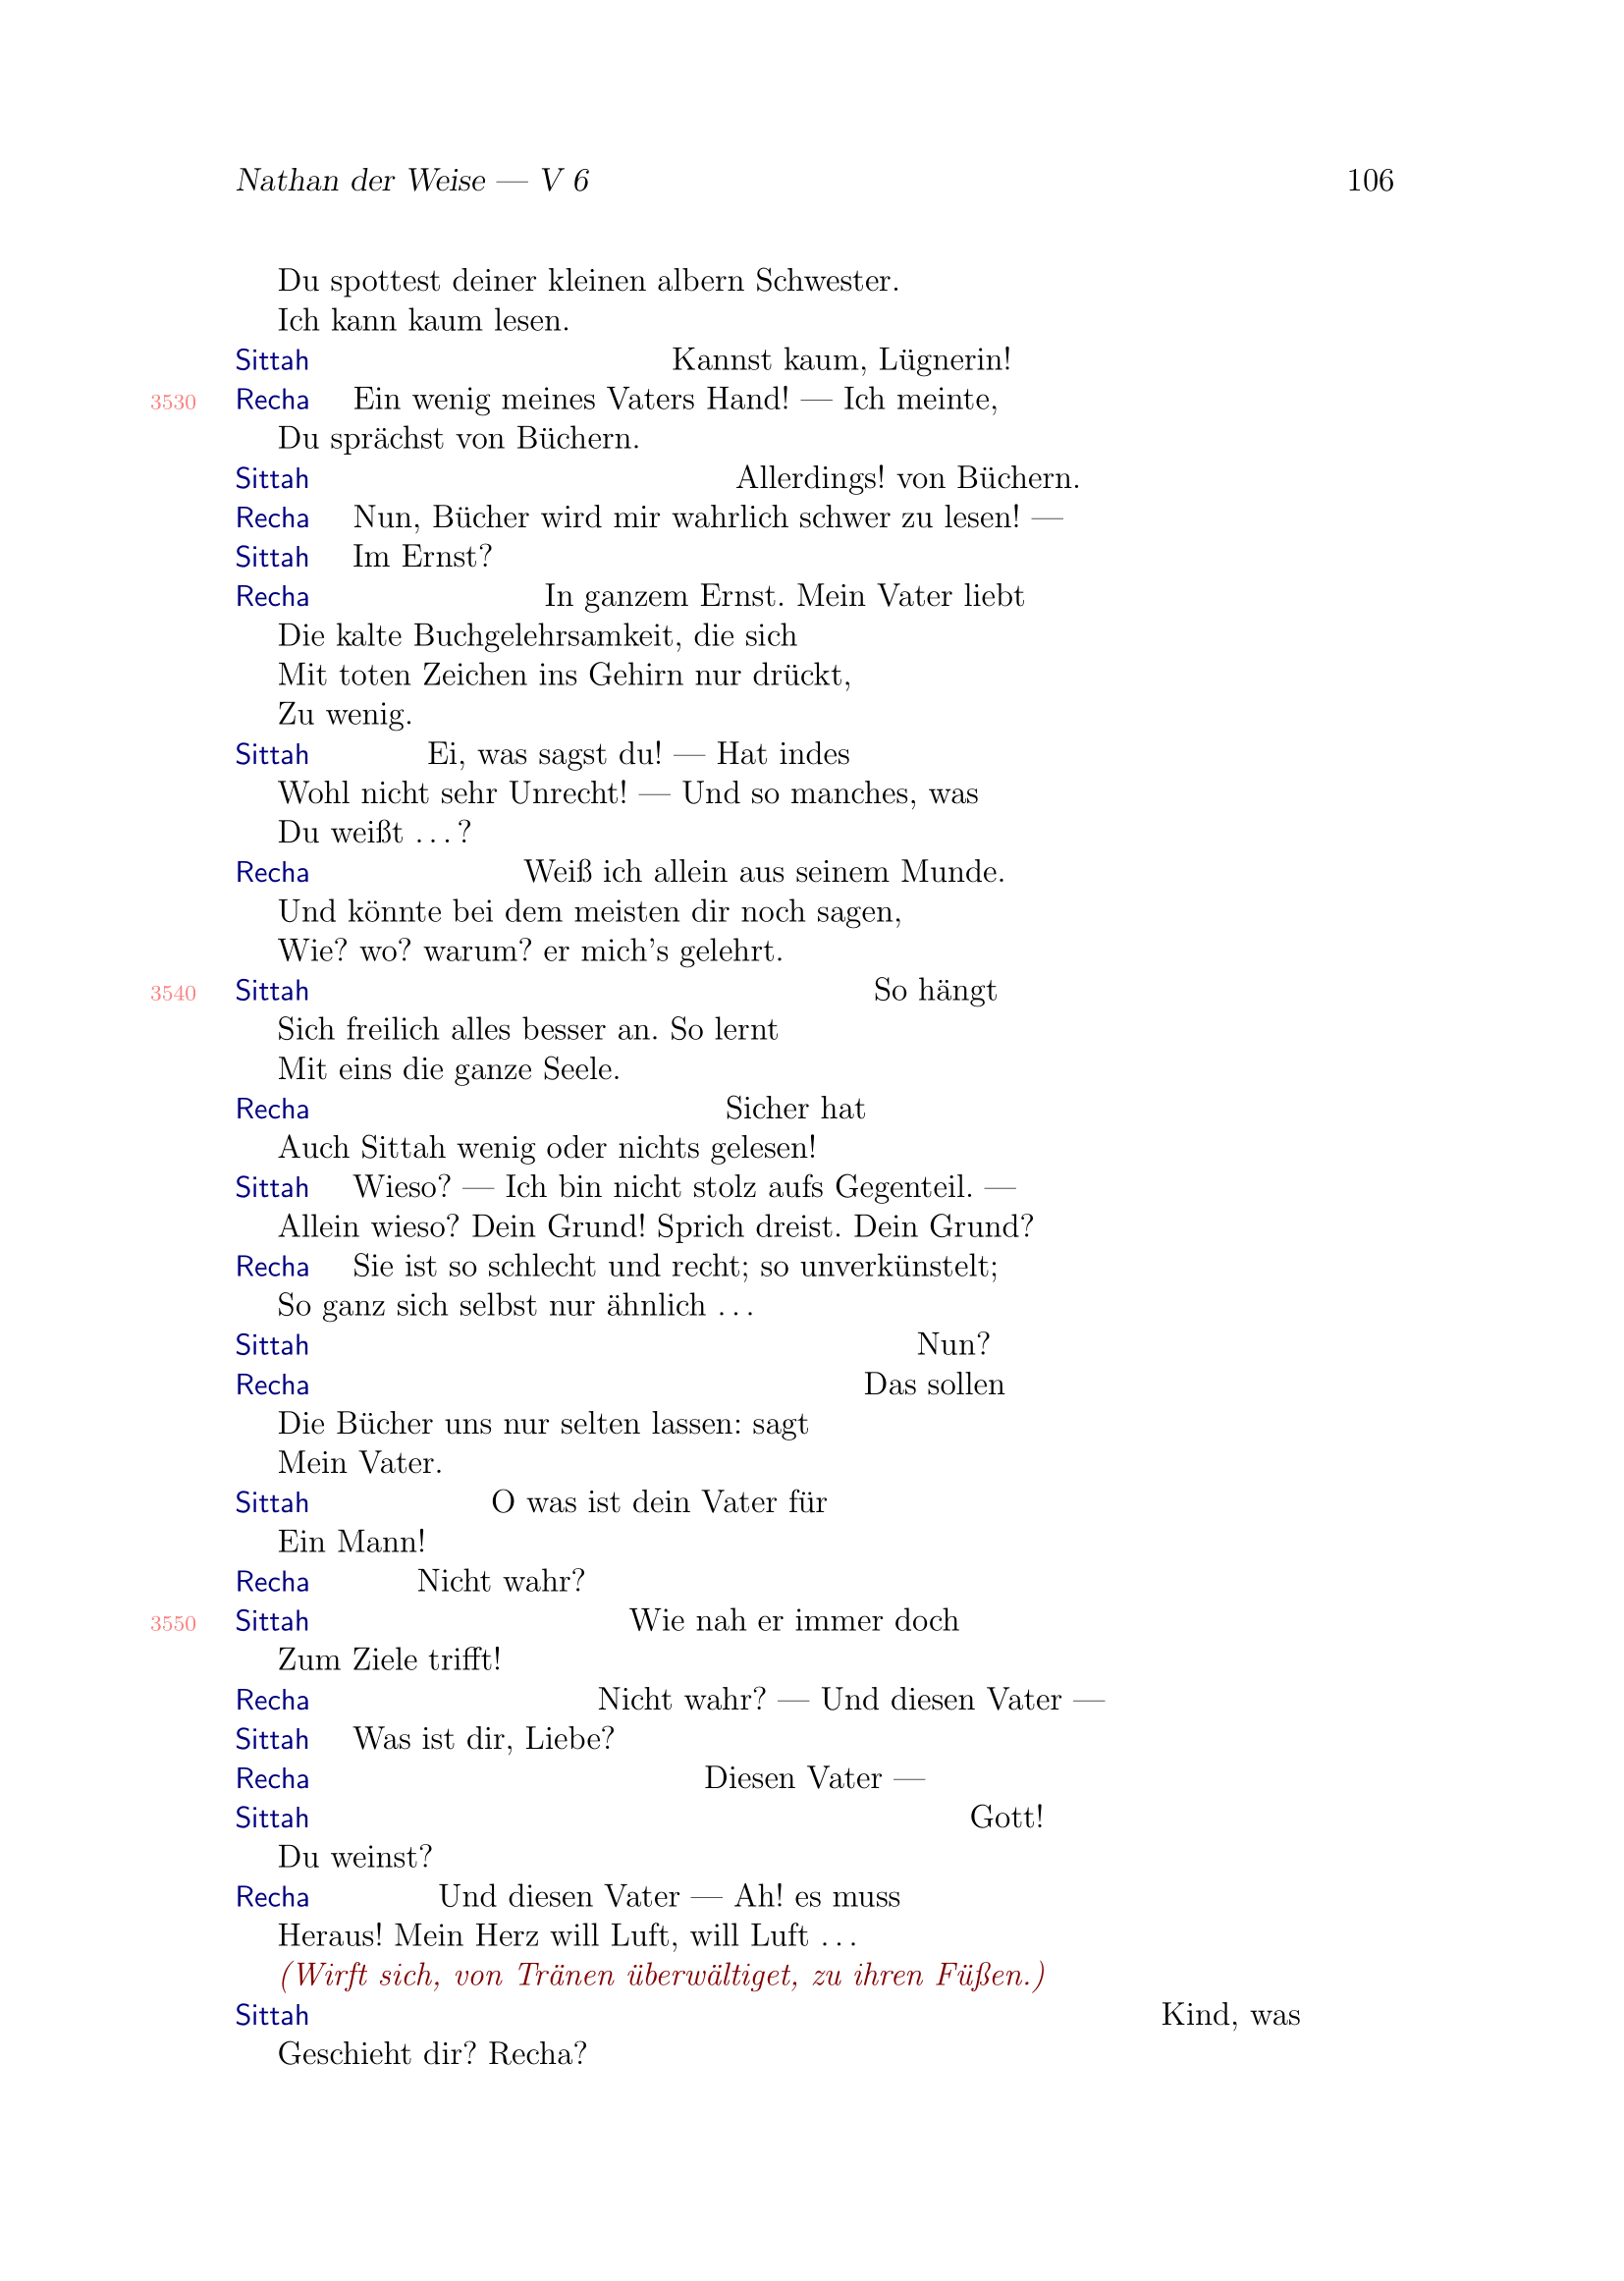 Nathan der Weise — V 6 106
Du spottest deiner kleinen albern Schwester.
Ich kann kaum lesen.
Sittah Kannst kaum, Lügnerin!
3530 Recha Ein wenig meines Vaters Hand! — Ich meinte,
Du sprächst von Büchern.
Sittah Allerdings! von Büchern.
Recha Nun, Bücher wird mir wahrlich schwer zu lesen! —
Sittah Im Ernst?
Recha In ganzem Ernst. Mein Vater liebt
Die kalte Buchgelehrsamkeit, die sich
Mit toten Zeichen ins Gehirn nur drückt,
Zu wenig.
Sittah Ei, was sagst du! — Hat indes
Wohl nicht sehr Unrecht! — Und so manches, was
Du weißt …?
Recha Weiß ich allein aus seinem Munde.
Und könnte bei dem meisten dir noch sagen,
Wie? wo? warum? er mich’s gelehrt.
3540 Sittah So hängt
Sich freilich alles besser an. So lernt
Mit eins die ganze Seele.
Recha Sicher hat
Auch Sittah wenig oder nichts gelesen!
Sittah Wieso? — Ich bin nicht stolz aufs Gegenteil. —
Allein wieso? Dein Grund! Sprich dreist. Dein Grund?
Recha Sie ist so schlecht und recht; so unverkünstelt;
So ganz sich selbst nur ähnlich …
Sittah Nun?
Recha Das sollen
Die Bücher uns nur selten lassen: sagt
Mein Vater.
Sittah O was ist dein Vater für
Ein Mann!
Recha Nicht wahr?
3550 Sittah Wie nah er immer doch
Zum Ziele trifft!
Recha Nicht wahr? — Und diesen Vater —
Sittah Was ist dir, Liebe?
Recha Diesen Vater —
Sittah Gott!
Du weinst?
Recha Und diesen Vater — Ah! es muss
Heraus! Mein Herz will Luft, will Luft …
(Wirft sich, von Tränen überwältiget, zu ihren Füßen.)
Sittah Kind, was
Geschieht dir? Recha?